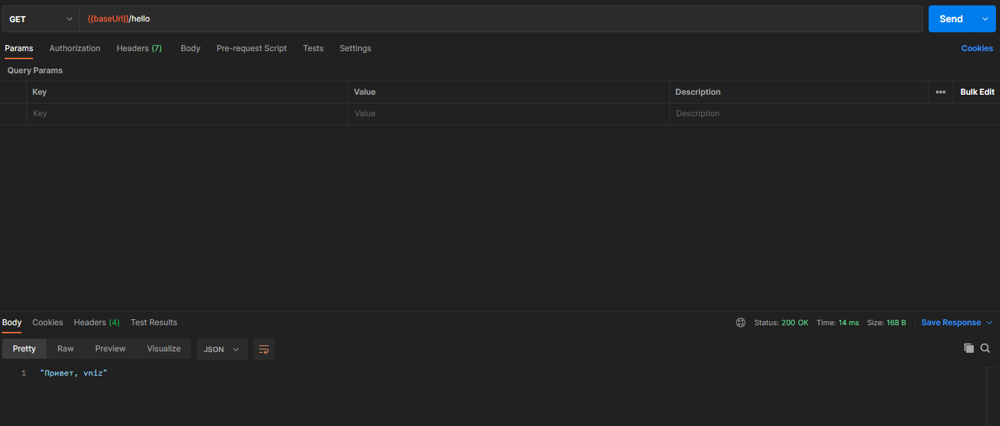 GET {{baseUrl}}/hello Send
Params Authorization Headers (7) Body Pre-request Script Tests Settings Cookies
Query Params
Key Value Description Bulk Edit
Key Value Description
Body Cookies Headers (4) Test Results Status: 200 OK Time: 14 ms Size: 168 B Save Response
Pretty Raw Preview Visualize JSON
1 "Привет, vniz"